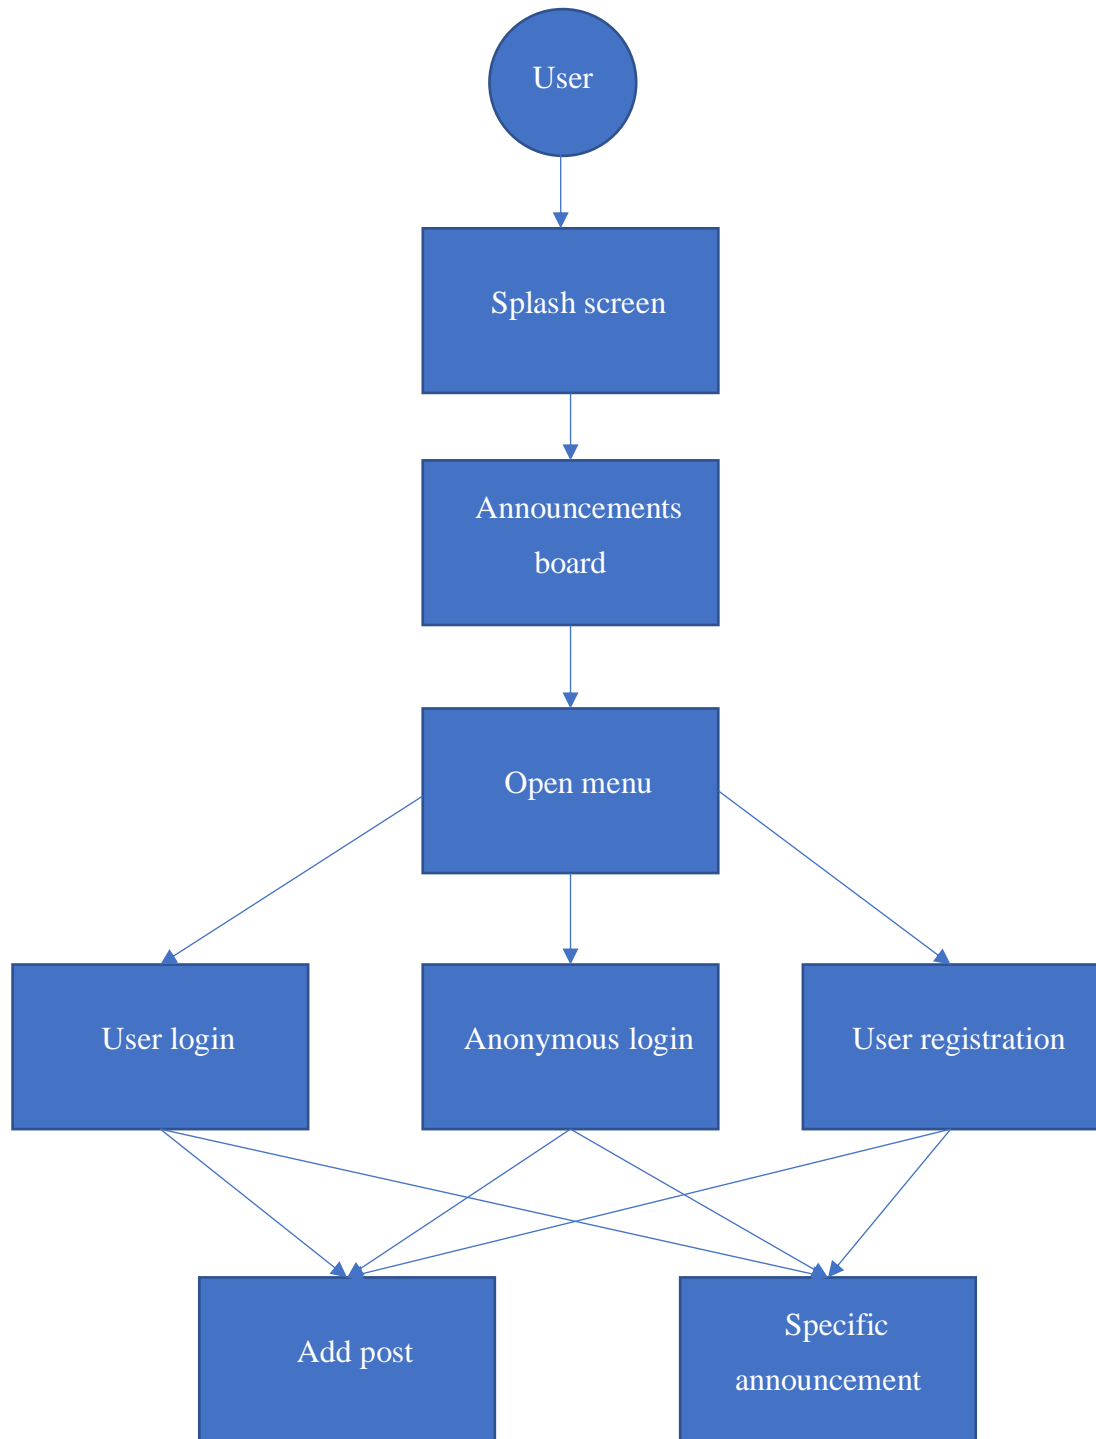 User
Splash screen
Announcements
board
Open menu
User login
Anonymous login
User registration
Add post
Specific
announcement